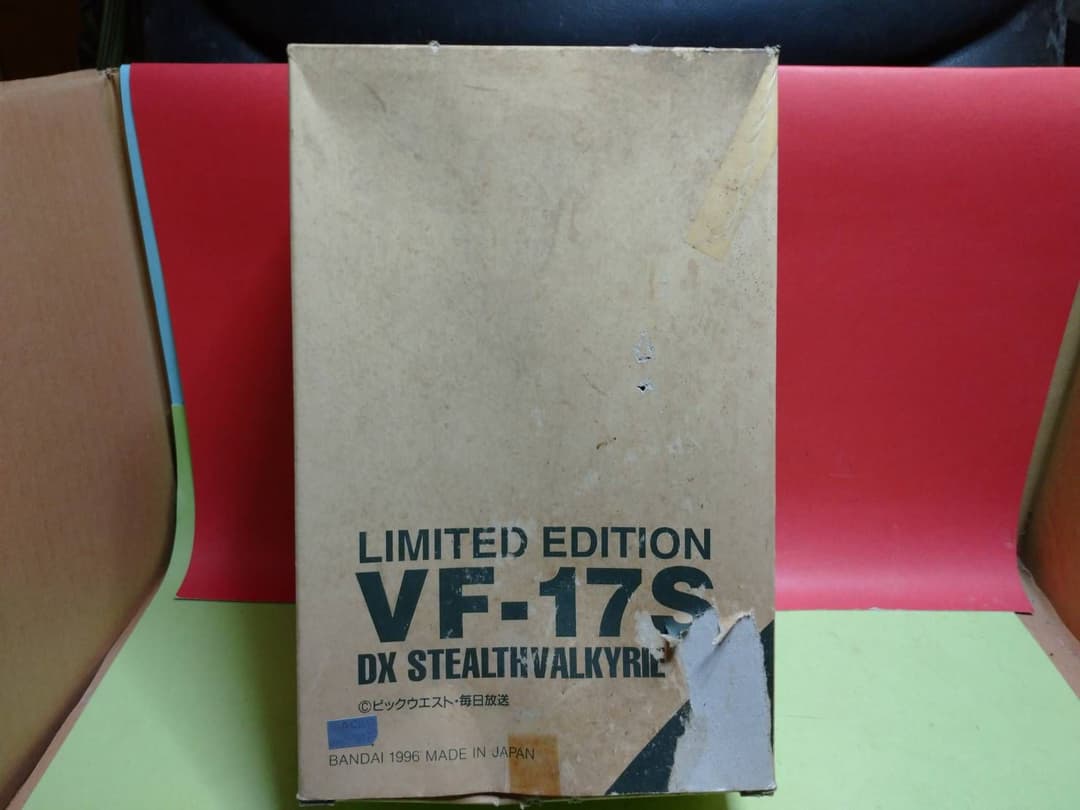 LIMITED EDITION
VF-17S
DX STEALTHVALKYRIE
©ビックウエスト・毎日放送
BANDAI 1996 MADE IN JAPAN